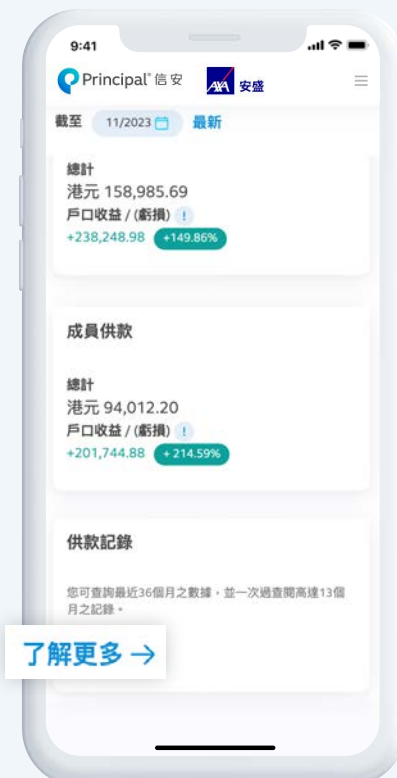 9:41
Principal® 信安 AXA 安盛
截至 11/2023 最新
總計
港元 158,985.69
戶口收益 / (虧損) !
+238,248.98 +149.86%
成員供款
總計
港元 94,012.20
戶口收益 / (虧損) !
+201,744.88 + 214.59%
供款記錄
您可查詢最近36個月之數據，並一次過查閱高達13個
月之記錄。
了解更多 →